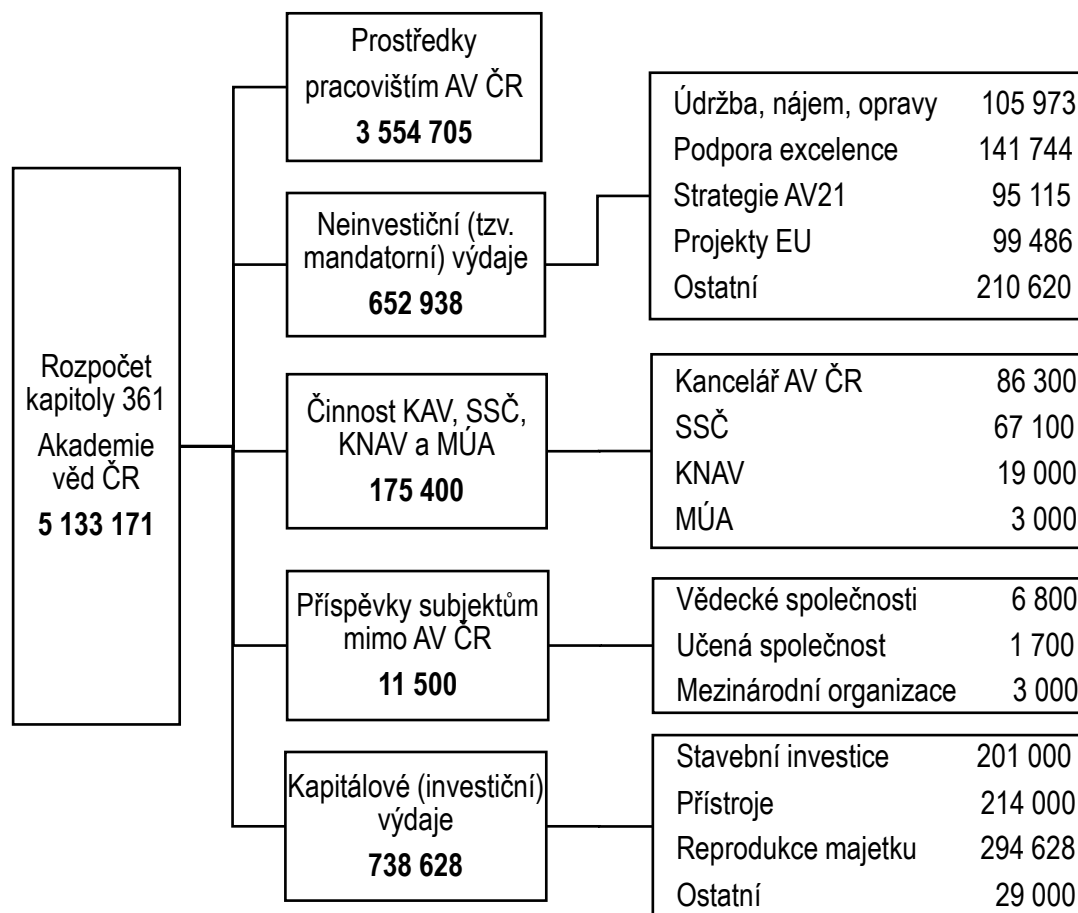 Rozpočet
kapitoly 361
Akademie
věd ČR
5 133 171
Prostředky
pracovištím AV ČR
3 554 705
Neinvestiční (tzv.
mandatorní) výdaje
652 938
Údržba, nájem, opravy 105 973
Podpora excelence 141 744
Strategie AV21 95 115
Projekty EU 99 486
Ostatní 210 620
Činnost KAV, SSČ,
KNAV a MÚA
175 400
Kancelář AV ČR 86 300
SSČ 67 100
KNAV 19 000
MÚA 3 000
Příspěvky subjektům
mimo AV ČR
11 500
Vědecké společnosti 6 800
Učená společnost 1 700
Mezinárodní organizace 3 000
Kapitálové (investiční)
výdaje
738 628
Stavební investice 201 000
Přístroje 214 000
Reprodukce majetku 294 628
Ostatní 29 000